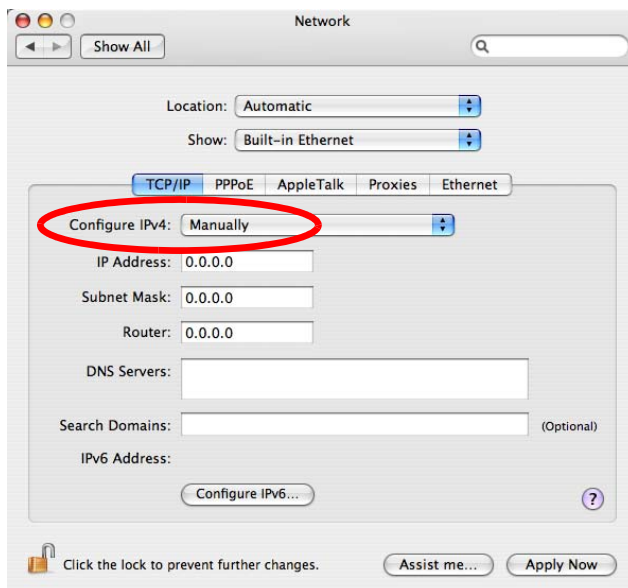 Network
Show All
Location: Automatic
Show: Built-in Ethernet
TCP/IP PPPoE AppleTalk Proxies Ethernet
Configure IPv4: Manually
IP Address: 0.0.0.0
Subnet Mask: 0.0.0.0
Router: 0.0.0.0
DNS Servers:
Search Domains: (Optional)
IPv6 Address:
Configure IPv6...
?
Click the lock to prevent further changes. Assist me... Apply Now